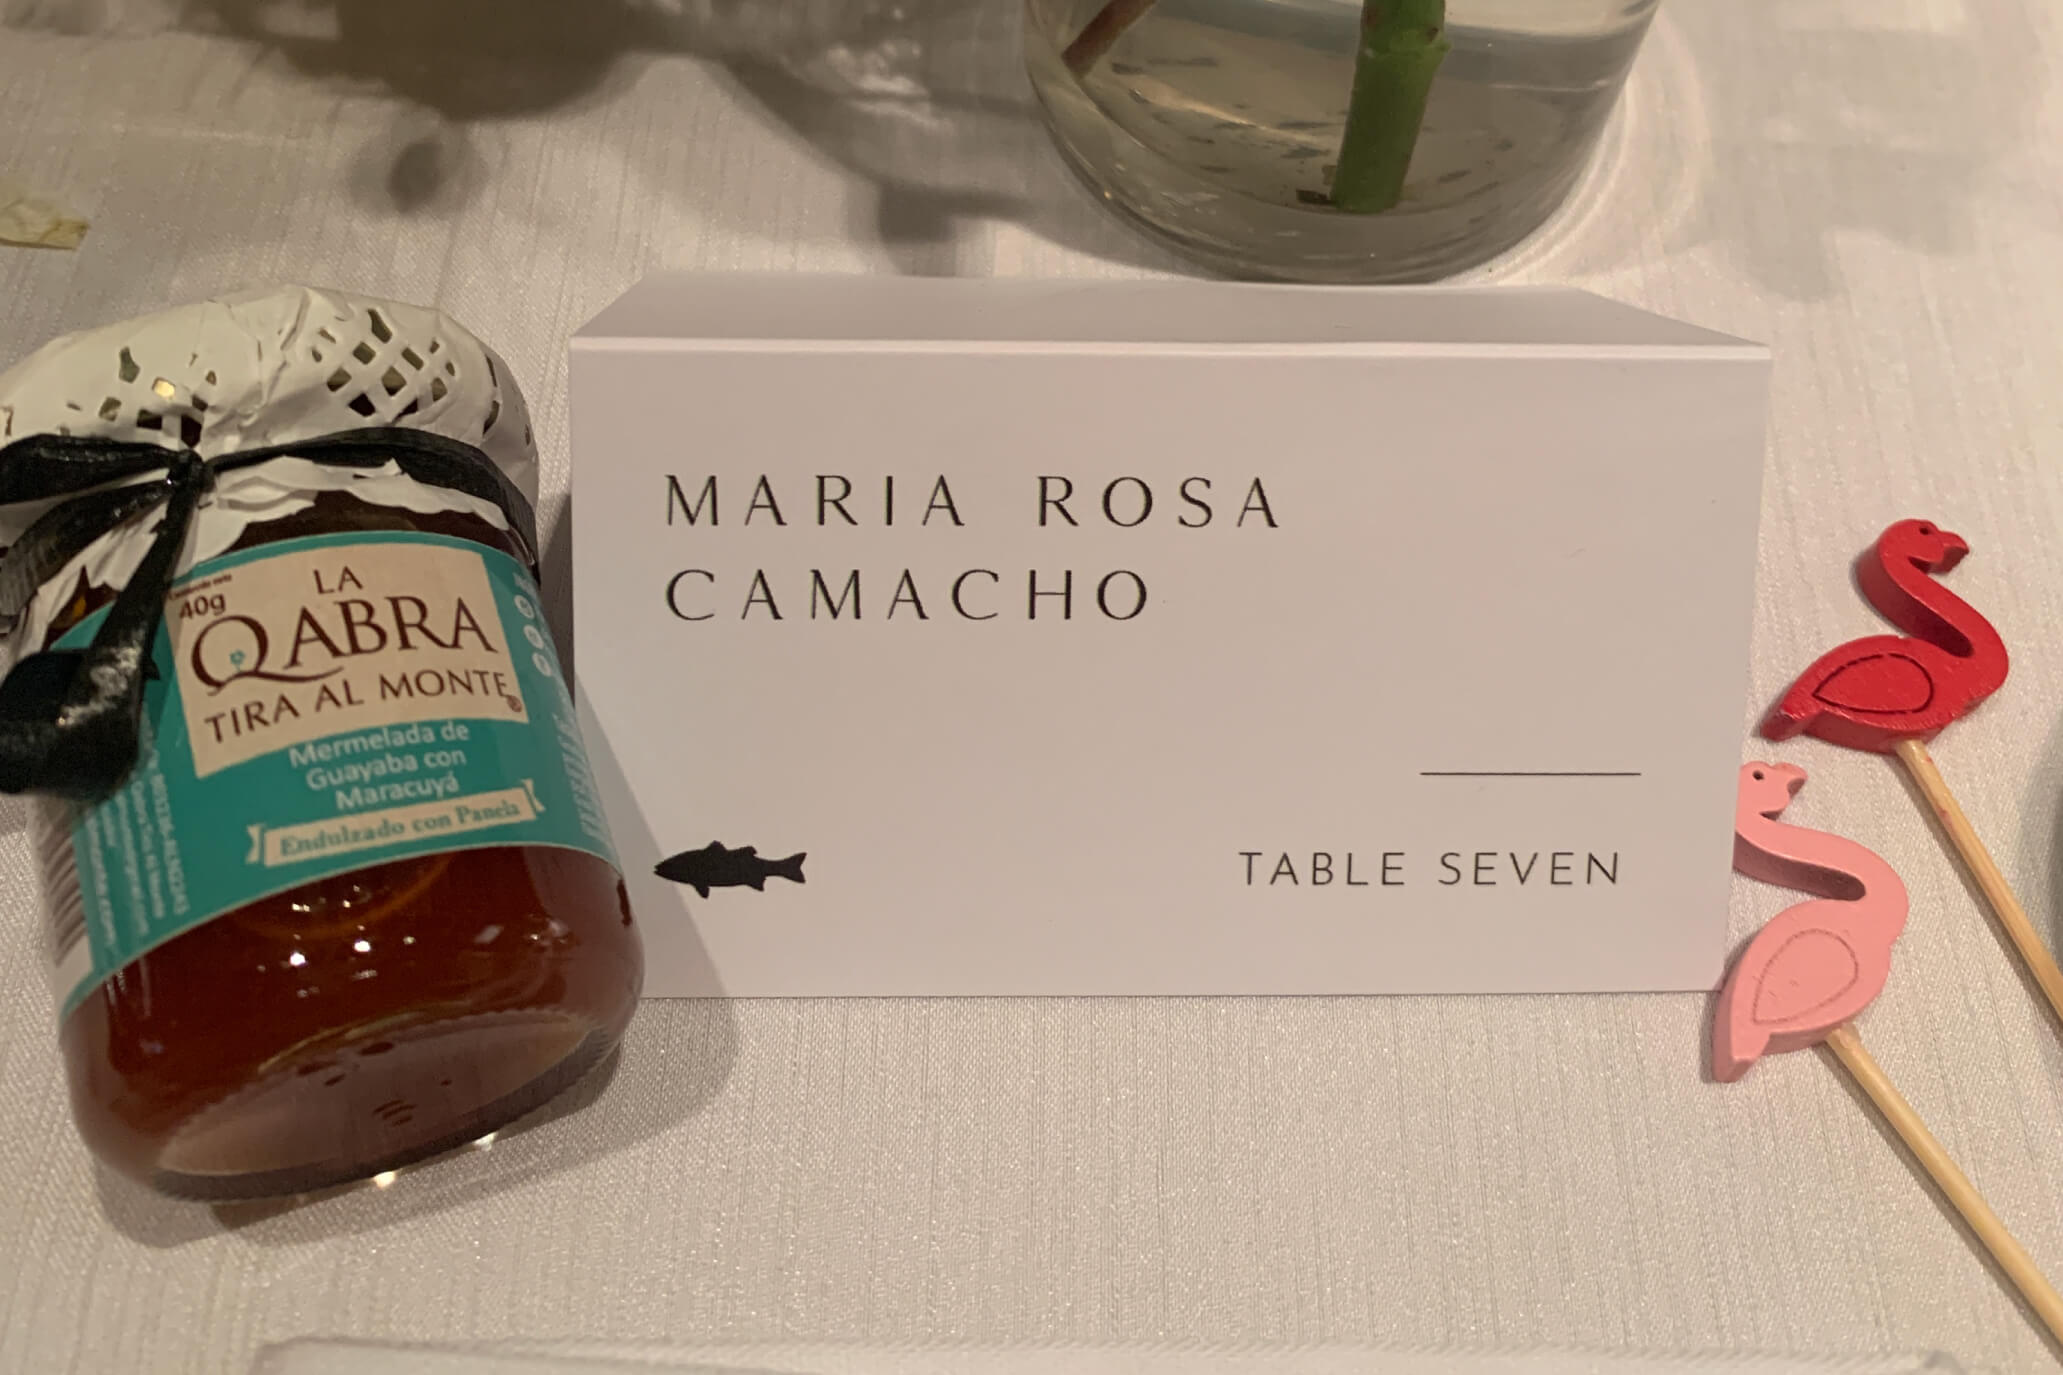 MARIA ROSA
CAMACHO
TABLE SEVEN
40g
LA
QABRA
TIRA AL MONTE®
Mermelada de
Guayaba con
Maracuyá
Endulzado con Panela